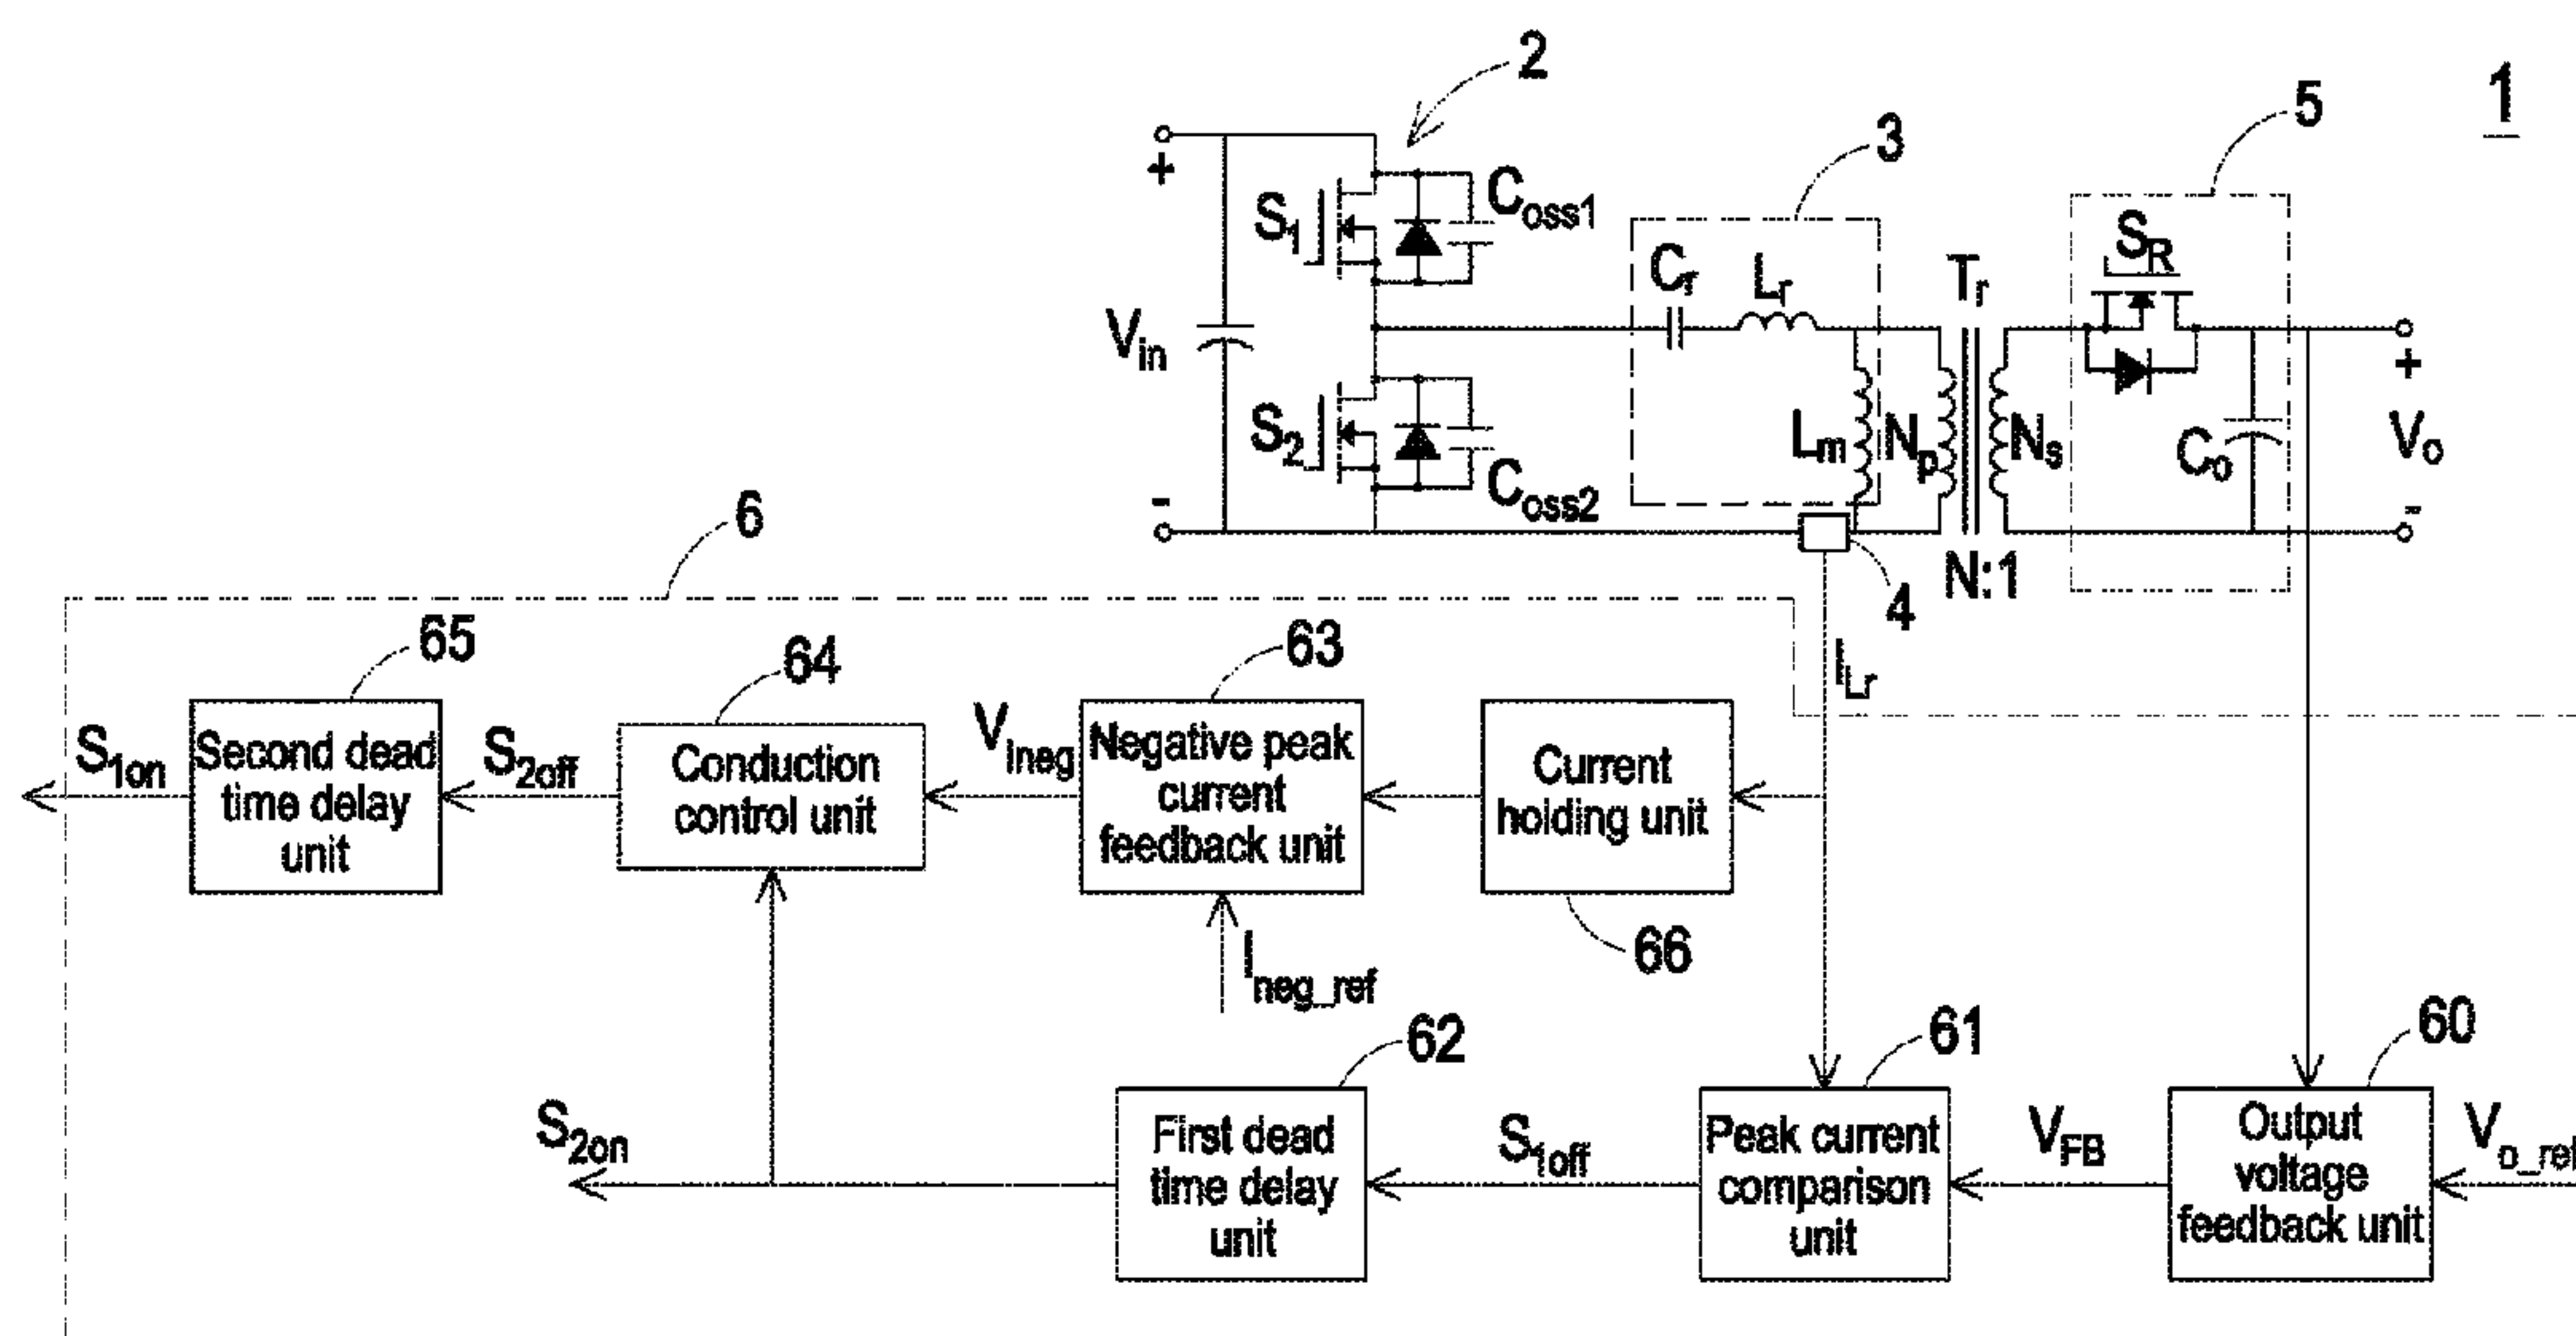 2
1
5
3
+
S1
Coss1
SR
Cr
Lr
Tr
Vin
+
S2
Lm
Np
Ns
Co
Vo
Coss2
-
-
6
N:1
4
65
64
63
ILr
S1on
Second dead
time delay
unit
S2off
Conduction
control unit
VIneg
Negative peak
current
feedback unit
Current
holding unit
66
Ineg_ref
62
61
60
S2on
First dead
time delay
unit
S1off
Peak current
comparison
unit
VFB
Output
voltage
feedback unit
Vo_ref